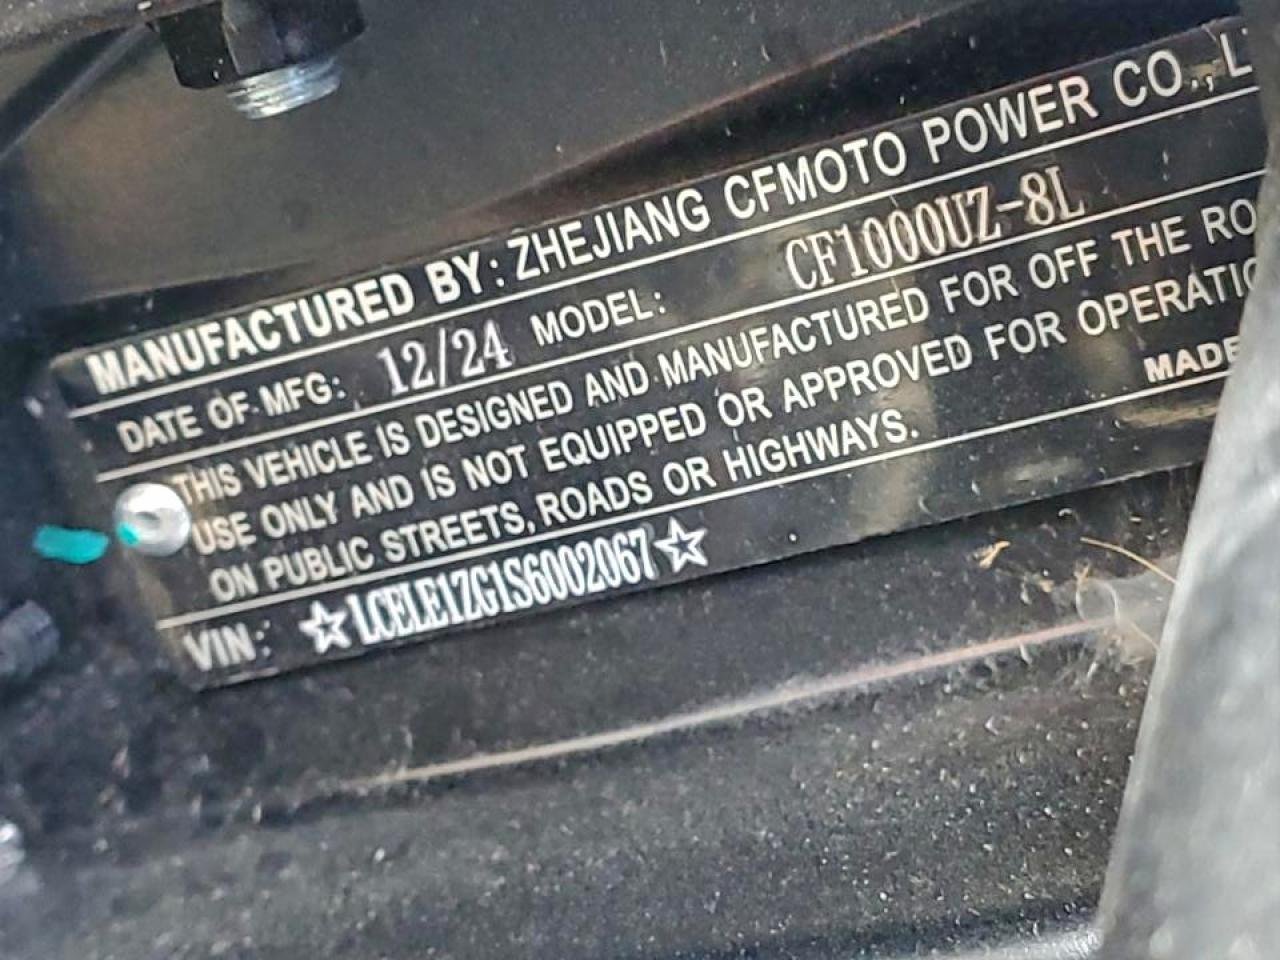 MANUFACTURED BY: ZHEJIANG CFMOTO POWER CO., L
DATE OF MFG: 12/24 MODEL: CF1000UZ-8L
THIS VEHICLE IS DESIGNED AND MANUFACTURED FOR OFF THE RO
USE ONLY AND IS NOT EQUIPPED OR APPROVED FOR OPERATIO
ON PUBLIC STREETS, ROADS OR HIGHWAYS. MADE
VIN: ☆LCELE1ZG1S6002067☆